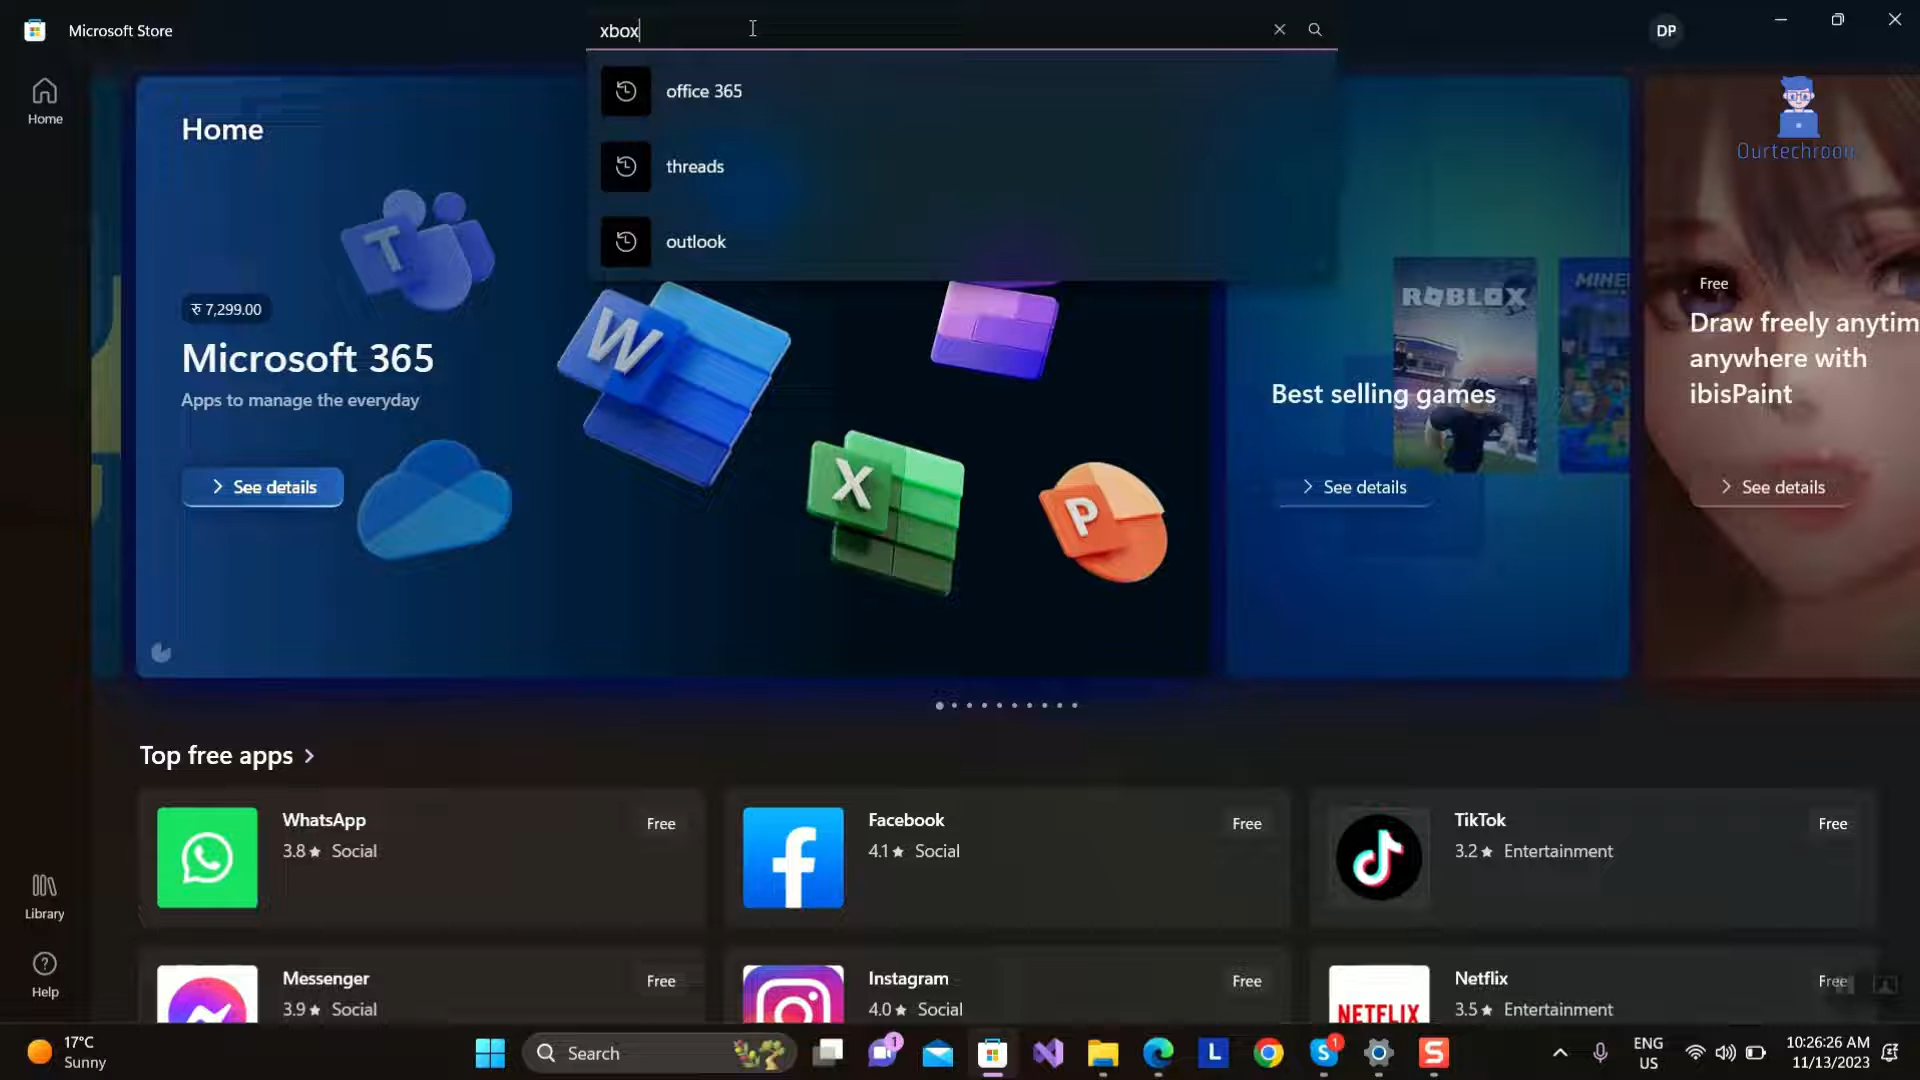 Microsoft Store
xbox
DP
Home
office 365
threads
outlook
Ourtechroom
Home
T
W
X
P
रु 7,299.00
Microsoft 365
Apps to manage the everyday
See details
ROBLOX
MINE
Best selling games
See details
Free
Draw freely anytim
anywhere with
ibisPaint
See details
Top free apps
WhatsApp
3.8★ Social
Free
Facebook
4.1★ Social
Free
TikTok
3.2★ Entertainment
Free
Messenger
3.9★ Social
Free
Instagram
4.0★ Social
Free
Netflix
3.5★ Entertainment
Free
NETFLIX
Library
Help
17°C
Sunny
Search
1
L
S
1
S
ENG
US
10:26:26 AM
11/13/2023